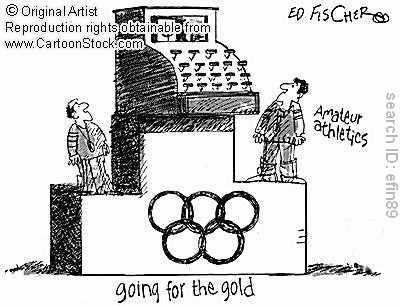 © Original Artist
Reproduction rights obtainable from
www.CartoonStock.com
ED FISCHER
Amateur
athletics
search ID: efin89
going for the gold